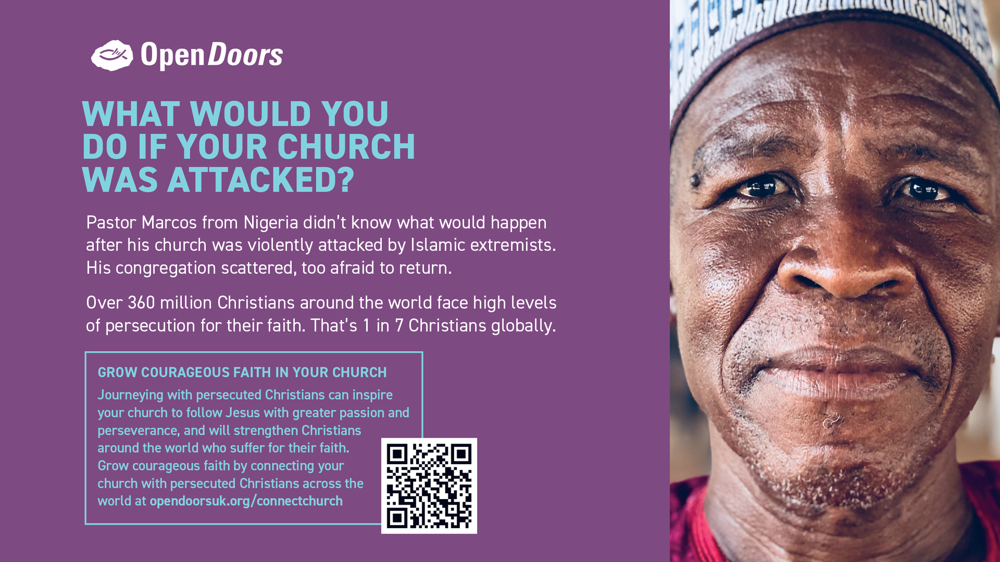 Open Doors
WHAT WOULD YOU
DO IF YOUR CHURCH
WAS ATTACKED?
Pastor Marcos from Nigeria didn't know what would happen
after his church was violently attacked by Islamic extremists.
His congregation scattered, too afraid to return.
Over 360 million Christians around the world face high levels
of persecution for their faith. That's 1 in 7 Christians globally.
GROW COURAGEOUS FAITH IN YOUR CHURCH
Journeying with persecuted Christians can inspire
your church to follow Jesus with greater passion and
perseverance, and will strengthen Christians
around the world who suffer for their faith.
Grow courageous faith by connecting your
church with persecuted Christians across the
world at opendoorsuk.org/connectchurch